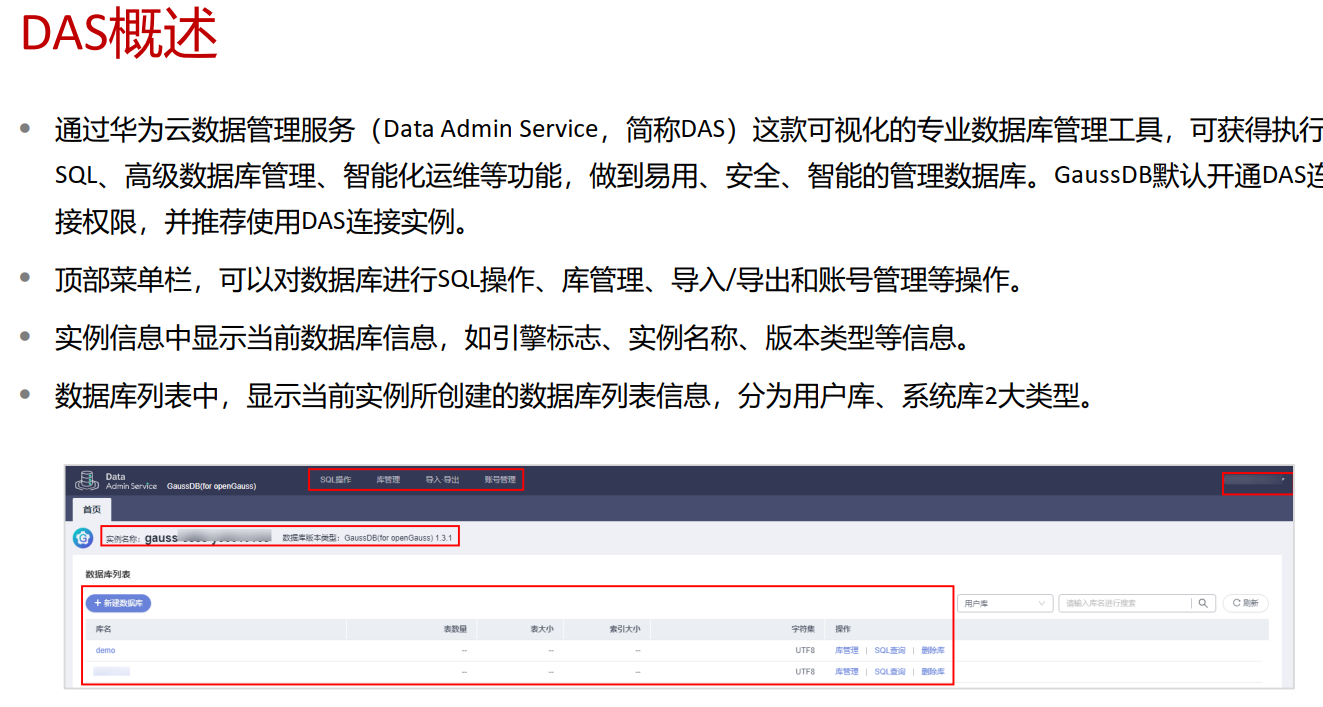 DAS概述
通过华为云数据管理服务（Data Admin Service，简称DAS）这款可视化的专业数据库管理工具，可获得执行
SQL、高级数据库管理、智能化运维等功能，做到易用、安全、智能的管理数据库。GaussDB默认开通DAS连
接权限，并推荐使用DAS连接实例。
顶部菜单栏，可以对数据库进行SQL操作、库管理、导入/导出和账号管理等操作。
实例信息中显示当前数据库信息，如引擎标志、实例名称、版本类型等信息。
数据库列表中，显示当前实例所创建的数据库列表信息，分为用户库、系统库2大类型。
Data
Admin Service GaussDB(for openGauss) SQL操作 库管理 导入·导出 账号管理
首页
实例名称： gauss 数据库版本类型：GaussDB(for openGauss) 1.3.1
数据库列表
+ 新建数据库 用户库 请输入库名进行搜索 刷新
库名 表数量 表大小 索引大小 字符集 操作
demo -- -- -- UTF8 库管理 | SQL查询 | 删除库
-- -- -- UTF8 库管理 | SQL查询 | 删除库